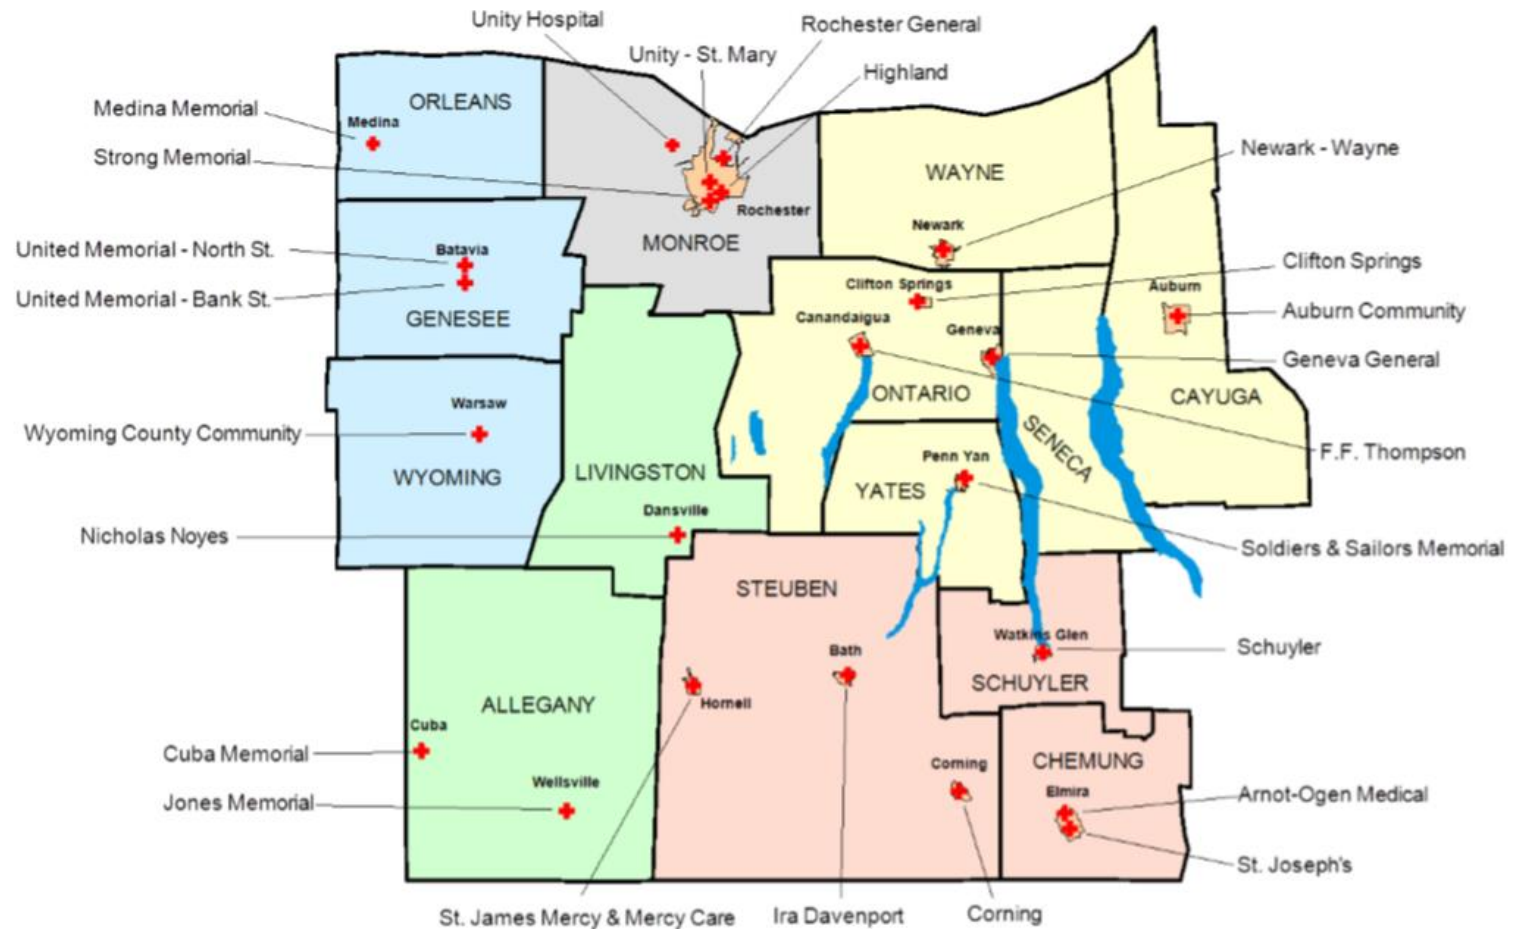 Unity Hospital
Rochester General
Unity - St. Mary
Highland
Medina Memorial
ORLEANS
Medina
Strong Memorial
Newark - Wayne
WAYNE
Rochester
Newark
MONROE
United Memorial - North St.
Batavia
Clifton Springs
Clifton Springs
Auburn
United Memorial - Bank St.
GENESEE
Canandaigua
Auburn Community
Geneva
Geneva General
ONTARIO
CAYUGA
Warsaw
Wyoming County Community
SENECA
F.F. Thompson
WYOMING
LIVINGSTON
Penn Yan
YATES
Dansville
Nicholas Noyes
Soldiers & Sailors Memorial
STEUBEN
Watkins Glen
Bath
Schuyler
SCHUYLER
ALLEGANY
Hornell
Cuba
Cuba Memorial
Corning
CHEMUNG
Wellsville
Elmira
Jones Memorial
Arnot-Ogen Medical
St. Joseph's
St. James Mercy & Mercy Care
Ira Davenport
Corning